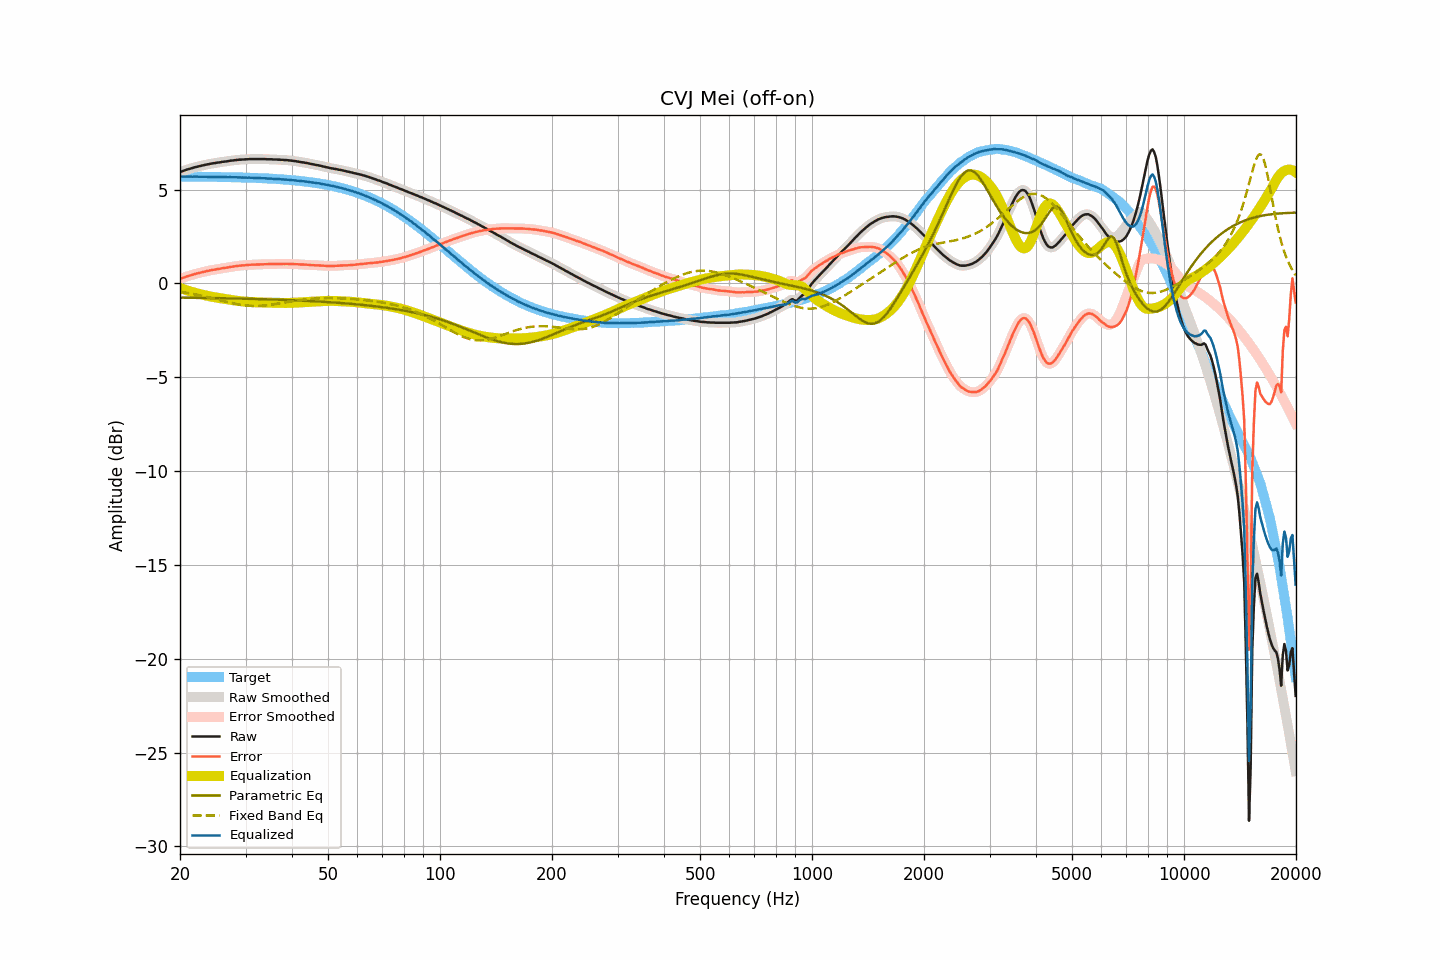 CVJ Mei (off-on)
Amplitude (dBr)
5
0
−5
−10
−15
−20
−25
−30
Target
Raw Smoothed
Error Smoothed
Raw
Error
Equalization
Parametric Eq
Fixed Band Eq
Equalized
20 50 100 200 500 1000 2000 5000 10000 20000
Frequency (Hz)